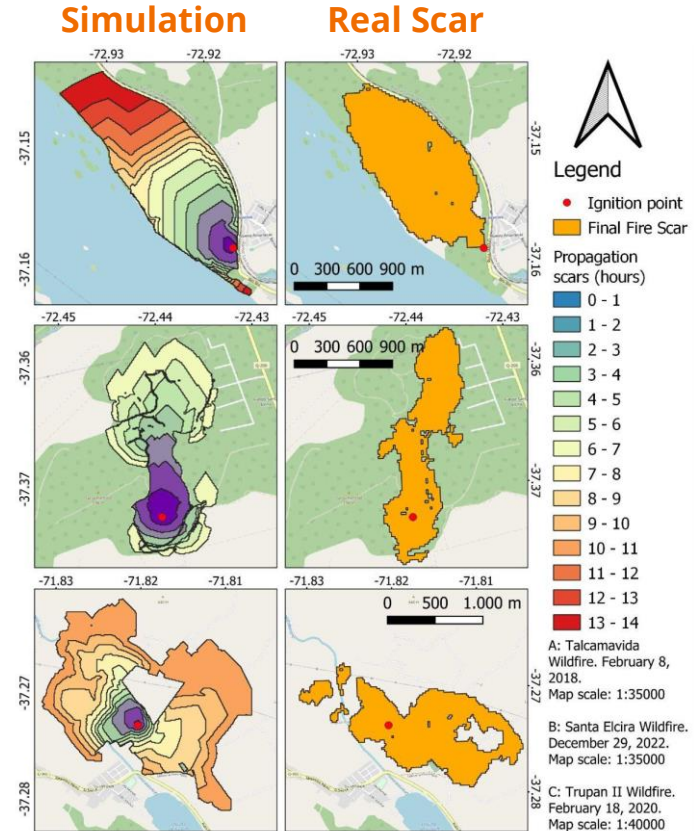 Simulation
Real Scar
-72.93
-72.92
-72.93
-72.92
-37.15
-37.16
-37.15
-37.16
0 300 600 900 m
Legend
Ignition point
Final Fire Scar
Propagation
scars (hours)
0 - 1
1 - 2
2 - 3
3 - 4
4 - 5
5 - 6
6 - 7
7 - 8
8 - 9
9 - 10
10 - 11
11 - 12
12 - 13
13 - 14
-72.45
-72.44
-72.43
-72.45
-72.44
-72.43
-37.36
-37.37
-37.36
-37.37
0 300 600 900 m
-71.83
-71.82
-71.81
-71.83
-71.82
-71.81
-37.27
-37.28
-37.27
-37.28
0 500 1.000 m
A: Talcamavida
Wildfire. February 8,
2018.
Map scale: 1:35000
B: Santa Elcira Wildfire.
December 29, 2022.
Map scale: 1:35000
C: Trupan II Wildfire.
February 18, 2020.
Map scale: 1:40000